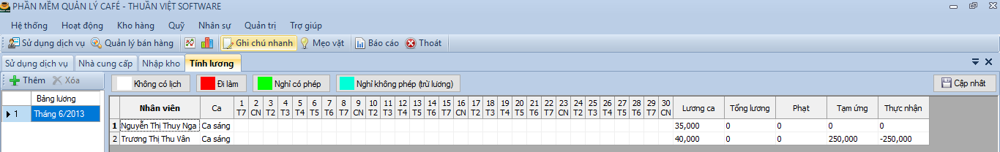 PHẦN MỀM QUẢN LÝ CAFÉ - THUẦN VIỆT SOFTWARE
Hệ thống Hoạt động Kho hàng Quỹ Nhân sự Quản trị Trợ giúp
Sử dụng dịch vụ Quản lý bán hàng Ghi chú nhanh Mẹo vặt Báo cáo Thoát
Sử dụng dịch vụ Nhà cung cấp Nhập kho Tính lương
Thêm Xóa Không có lịch Đi làm Nghỉ có phép Nghỉ không phép (trừ lương) Cập nhât
Bảng lương
1 Tháng 6/2013
Nhân viên Ca 1 2 3 4 5 6 7 8 9 10 11 12 13 14 15 16 17 18 19 20 21 22 23 24 25 26 27 28 29 30 Lương ca Tổng lương Phạt Tạm ứng Thực nhận
T7 CN T2 T3 T4 T5 T6 T7 CN T2 T3 T4 T5 T6 T7 CN T2 T3 T4 T5 T6 T7 CN T2 T3 T4 T5 T6 T7 CN
1 Nguyễn Thị Thuy Nga Ca sáng 35,000 0 0 0 0
2 Trương Thị Thu Vân Ca sáng 40,000 0 0 250,000 -250,000